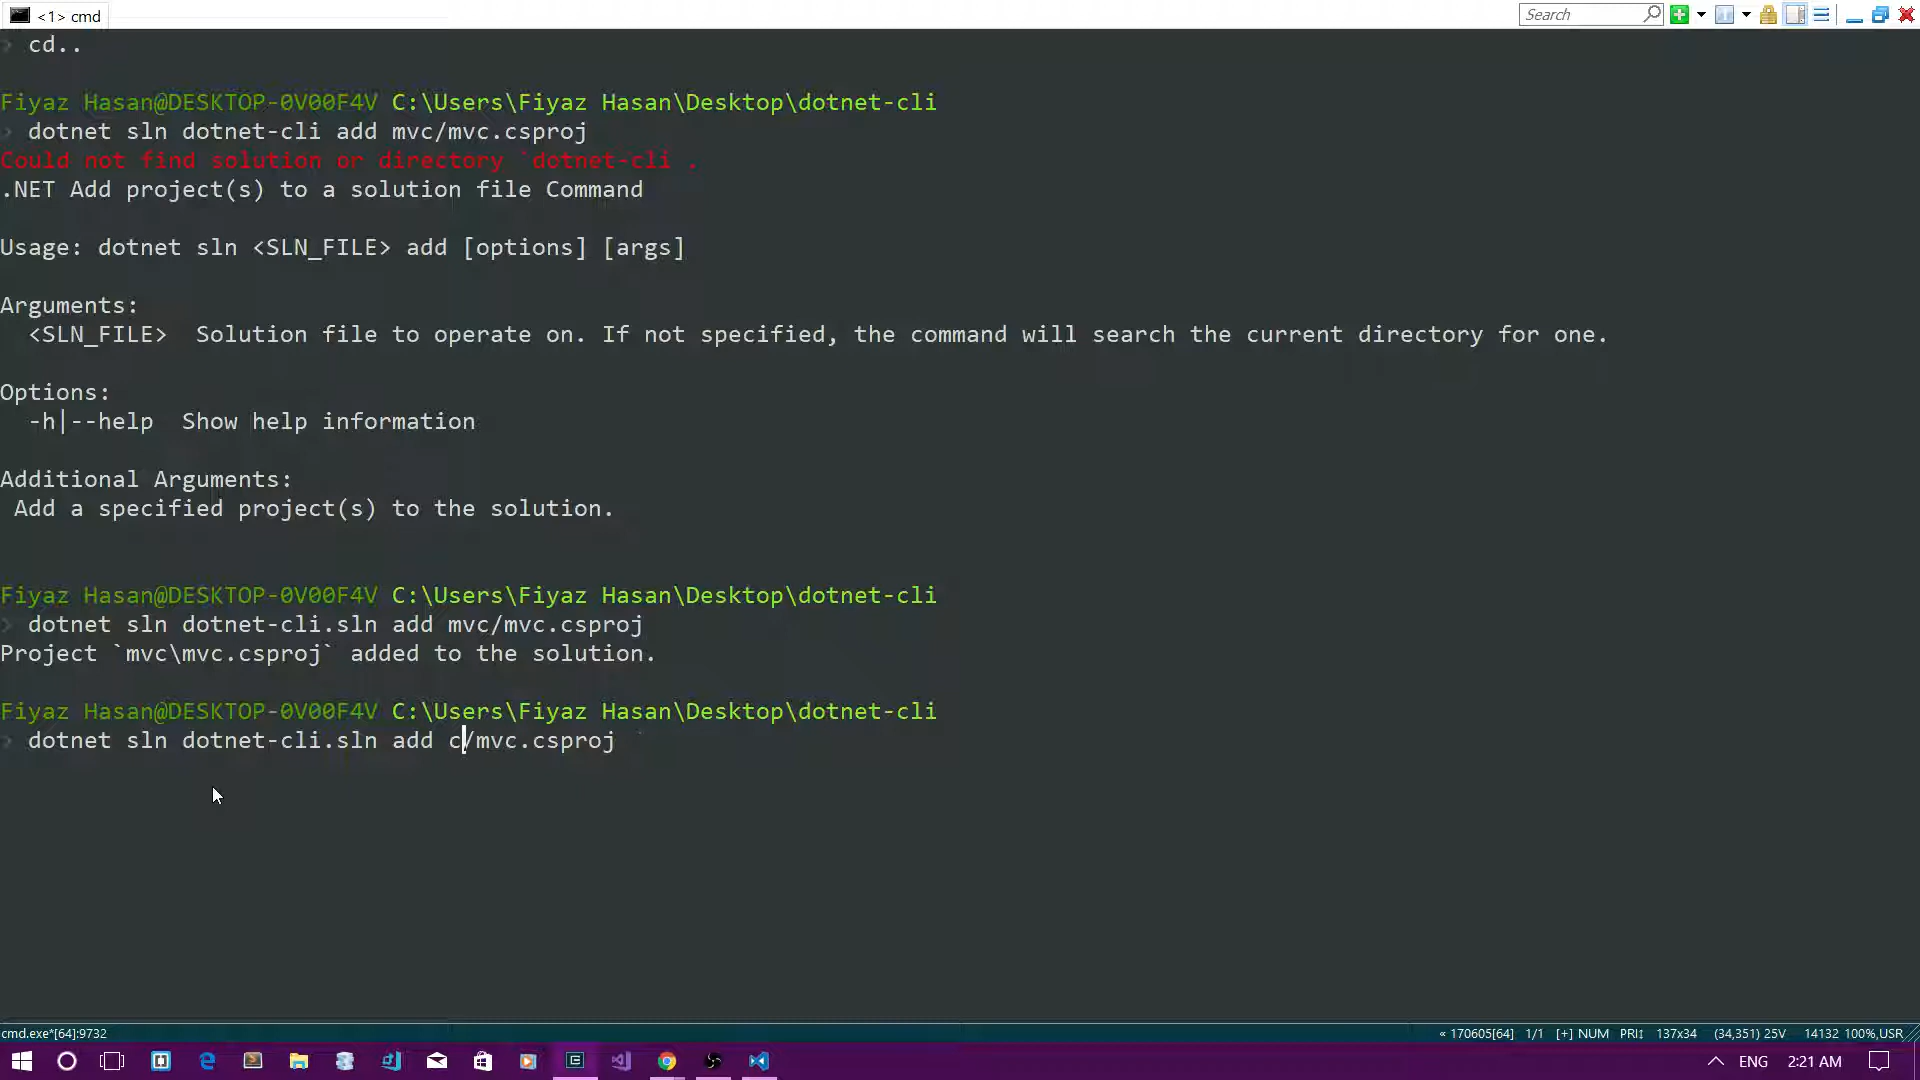 <1> cmd
Search
> cd..
Fiyaz Hasan@DESKTOP-0V00F4V C:\Users\Fiyaz Hasan\Desktop\dotnet-cli
> dotnet sln dotnet-cli add mvc/mvc.csproj
Could not find solution or directory `dotnet-cli`.
.NET Add project(s) to a solution file Command
Usage: dotnet sln <SLN_FILE> add [options] [args]
Arguments:
<SLN_FILE>  Solution file to operate on. If not specified, the command will search the current directory for one.
Options:
-h|--help  Show help information
Additional Arguments:
Add a specified project(s) to the solution.
Fiyaz Hasan@DESKTOP-0V00F4V C:\Users\Fiyaz Hasan\Desktop\dotnet-cli
> dotnet sln dotnet-cli.sln add mvc/mvc.csproj
Project `mvc\mvc.csproj` added to the solution.
Fiyaz Hasan@DESKTOP-0V00F4V C:\Users\Fiyaz Hasan\Desktop\dotnet-cli
> dotnet sln dotnet-cli.sln add c/mvc.csproj
cmd.exe*[64]:9732
« 170605[64] 1/1 [+] NUM PRI↕ 137x34 (34,351) 25V 14132 100%,USR
ENG 2:21 AM